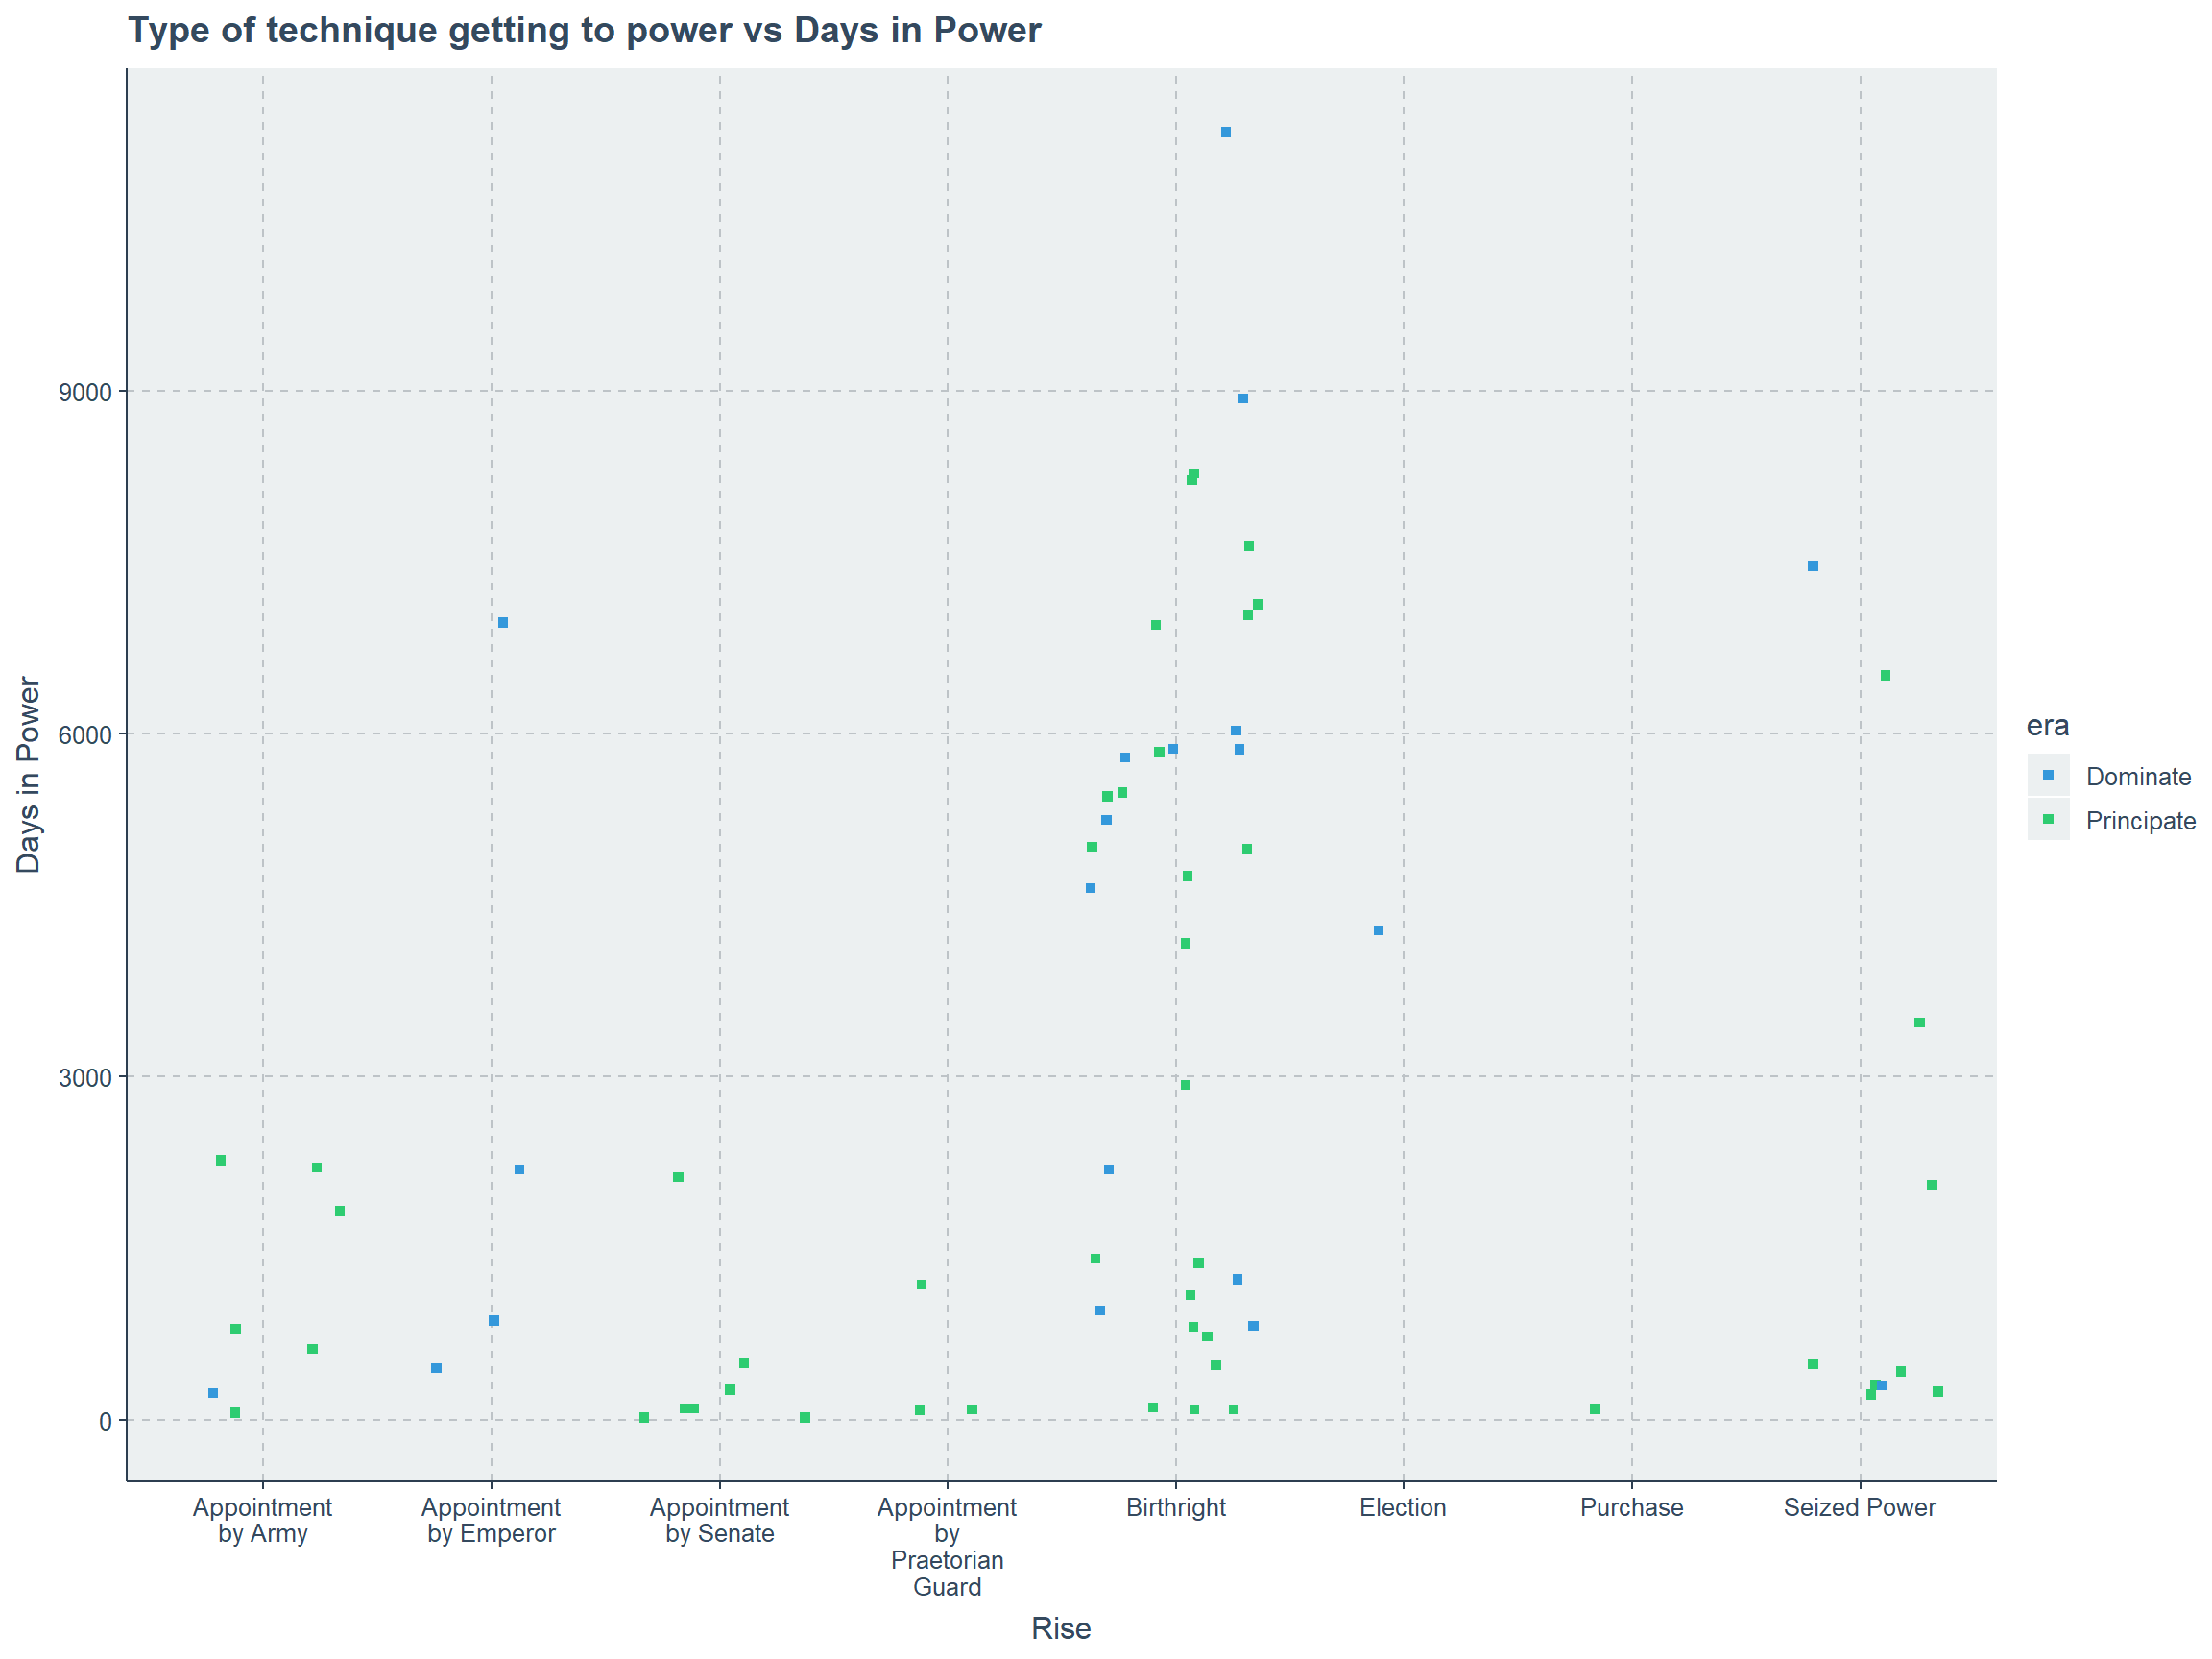 Type of technique getting to power vs Days in Power
Days in Power
9000
6000
3000
0
Appointment
by Army
Appointment
by Emperor
Appointment
by Senate
Appointment
by
Praetorian
Guard
Birthright
Election
Purchase
Seized Power
Rise
era
Dominate
Principate